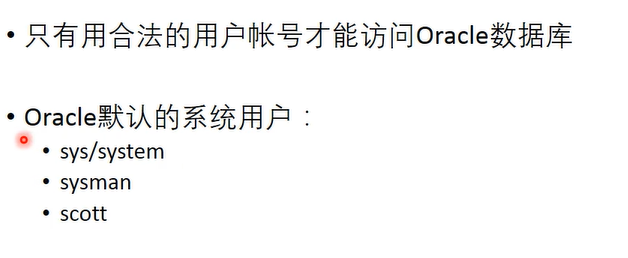 • 只有用合法的用户帐号才能访问Oracle数据库
• Oracle默认的系统用户：
• sys/system
• sysman
• scott